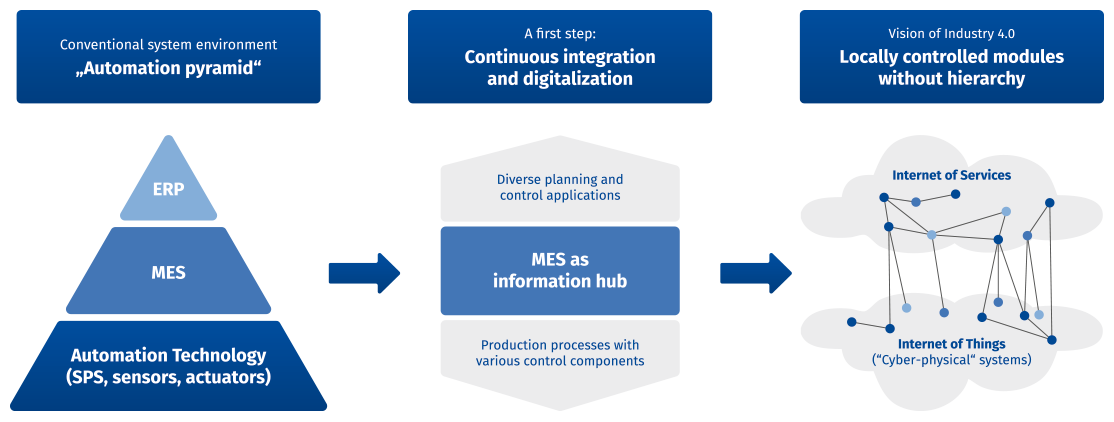 Conventional system environment
„Automation pyramid“
A first step:
Continuous integration
and digitalization
Vision of Industry 4.0
Locally controlled modules
without hierarchy
ERP
MES
Automation Technology
(SPS, sensors, actuators)
Diverse planning and
control applications
MES as
information hub
Production processes with
various control components
Internet of Services
Internet of Things
(“Cyber-physical“ systems)